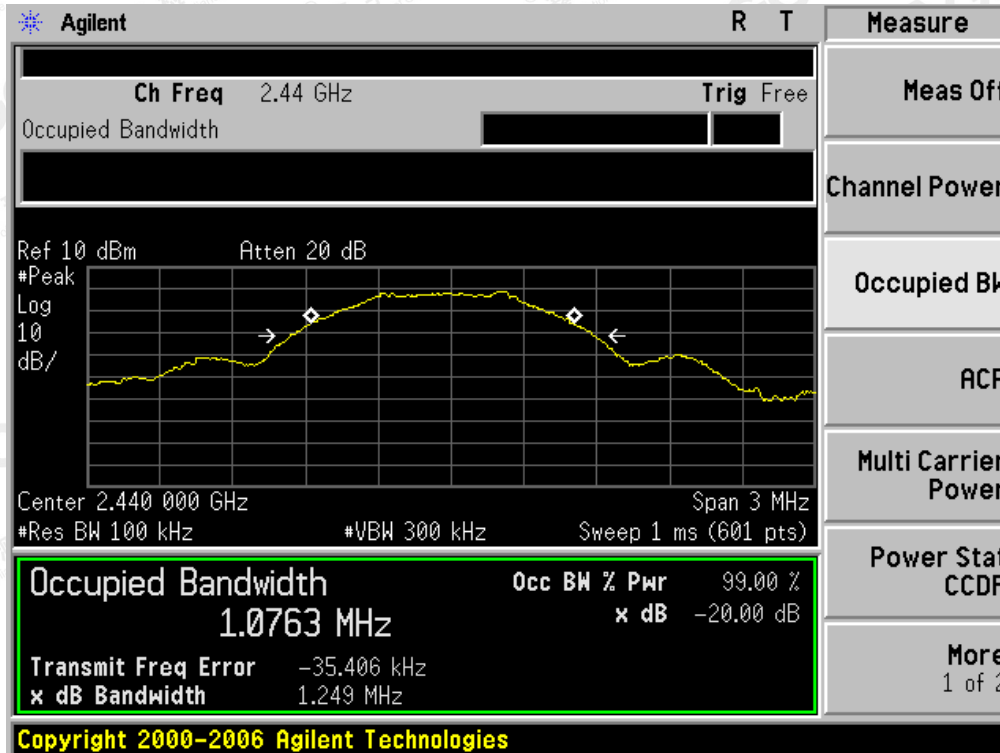 Agilent R T Measure
Ch Freq 2.44 GHz Trig Free
Meas Off
Occupied Bandwidth
Channel Power
Ref 10 dBm Atten 20 dB
#Peak
Log
10
dB/
Occupied
ACP
Multi Carrier
Power
Center 2.440 000 GHz Span 3 MHz
#Res BW 100 kHz #VBW 300 kHz Sweep 1 ms (601 pts)
Power Stat
CCDF
Occupied Bandwidth
1.0763 MHz
Occ BW % Pwr 99.00 %
x dB -20.00 dB
Transmit Freq Error -35.406 kHz
x dB Bandwidth 1.249 MHz
More
1 of 2
Copyright 2000-2006 Agilent Technologies